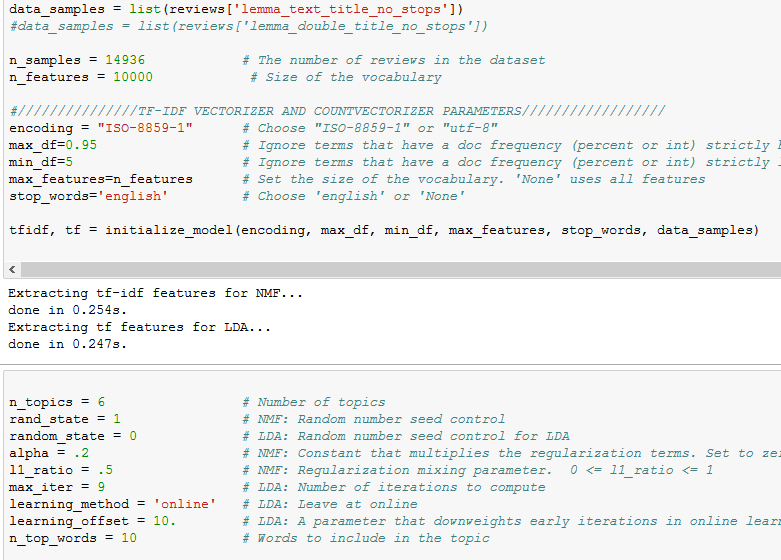 data_samples = list(reviews['lemma_text_title_no_stops'])
#data_samples = list(reviews['lemma_double_title_no_stops'])
n_samples = 14936 # The number of reviews in the dataset
n_features = 10000 # Size of the vocabulary
#///////////////TF-IDF VECTORIZER AND COUNTVECTORIZER PARAMETERS//////////////////
encoding = "ISO-8859-1" # Choose "ISO-8859-1" or "utf-8"
max_df=0.95 # Ignore terms that have a doc frequency (percent or int) strictly
min_df=5 # Ignore terms that have a doc frequency (percent or int) strictly
max_features=n_features # Set the size of the vocabulary. 'None' uses all features
stop_words='english' # Choose 'english' or 'None'
tfidf, tf = initialize_model(encoding, max_df, min_df, max_features, stop_words, data_samples)
Extracting tf-idf features for NMF...
done in 0.254s.
Extracting tf features for LDA...
done in 0.247s.
n_topics = 6 # Number of topics
rand_state = 1 # NMF: Random number seed control
random_state = 0 # LDA: Random number seed control for LDA
alpha = .2 # NMF: Constant that multiplies the regularization terms. Set to
l1_ratio = .5 # NMF: Regularization mixing parameter. 0 <= l1_ratio <= 1
max_iter = 9 # LDA: Number of iterations to compute
learning_method = 'online' # LDA: Leave at online
learning_offset = 10. # LDA: A parameter that downweights early iterations in online
n_top_words = 10 # Words to include in the topic